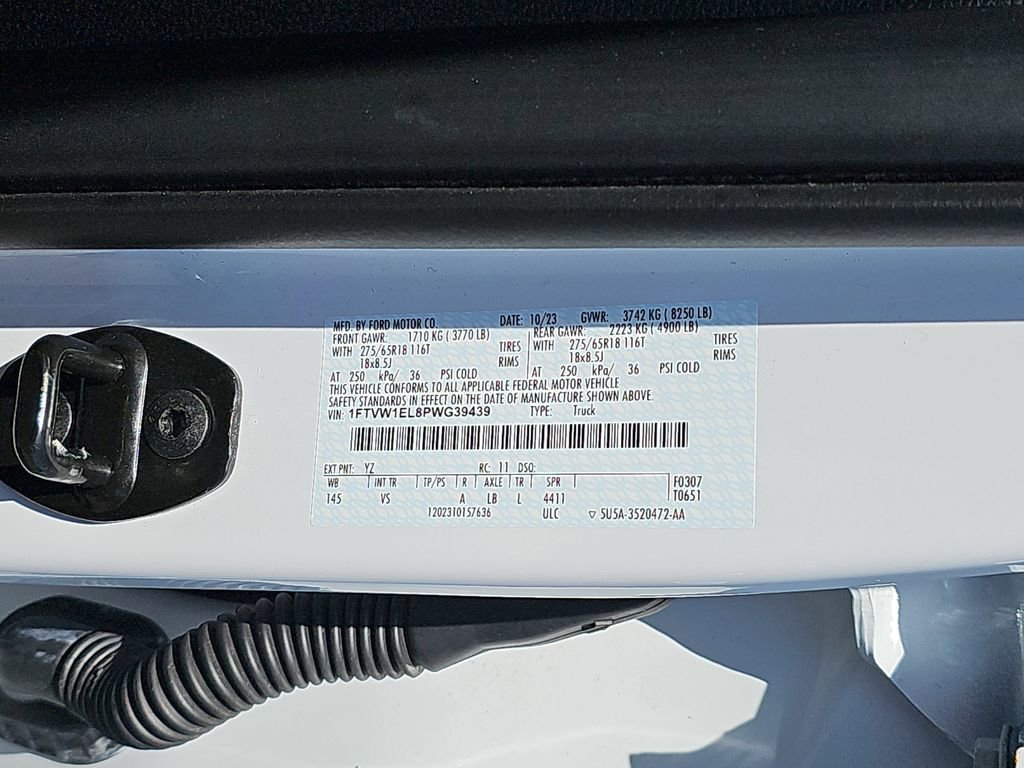 MFD. BY FORD MOTOR CO. DATE: 10/23 GVWR: 3742 KG ( 8250 LB)
FRONT GAWR: 1710 KG ( 3770 LB) REAR GAWR: 2223 KG ( 4900 LB)
WITH 275/65R18 116T TIRES WITH 275/65R18 116T TIRES
18x8.5J RIMS 18x8.5J RIMS
AT 250 kPa/ 36 PSI COLD AT 250 kPa/ 36 PSI COLD
THIS VEHICLE CONFORMS TO ALL APPLICABLE FEDERAL MOTOR VEHICLE
SAFETY STANDARDS IN EFFECT ON THE DATE OF MANUFACTURE SHOWN ABOVE.
VIN: 1FTVW1EL8PWG39439 TYPE: Truck
EXT PNT: YZ RC: 11 DSO: F0307
WB INT TR TP/PS R AXLE TR SPR T0651
145 VS A LB L 4411
1202310157636 ULC ▽ 5U5A-3520472-AA